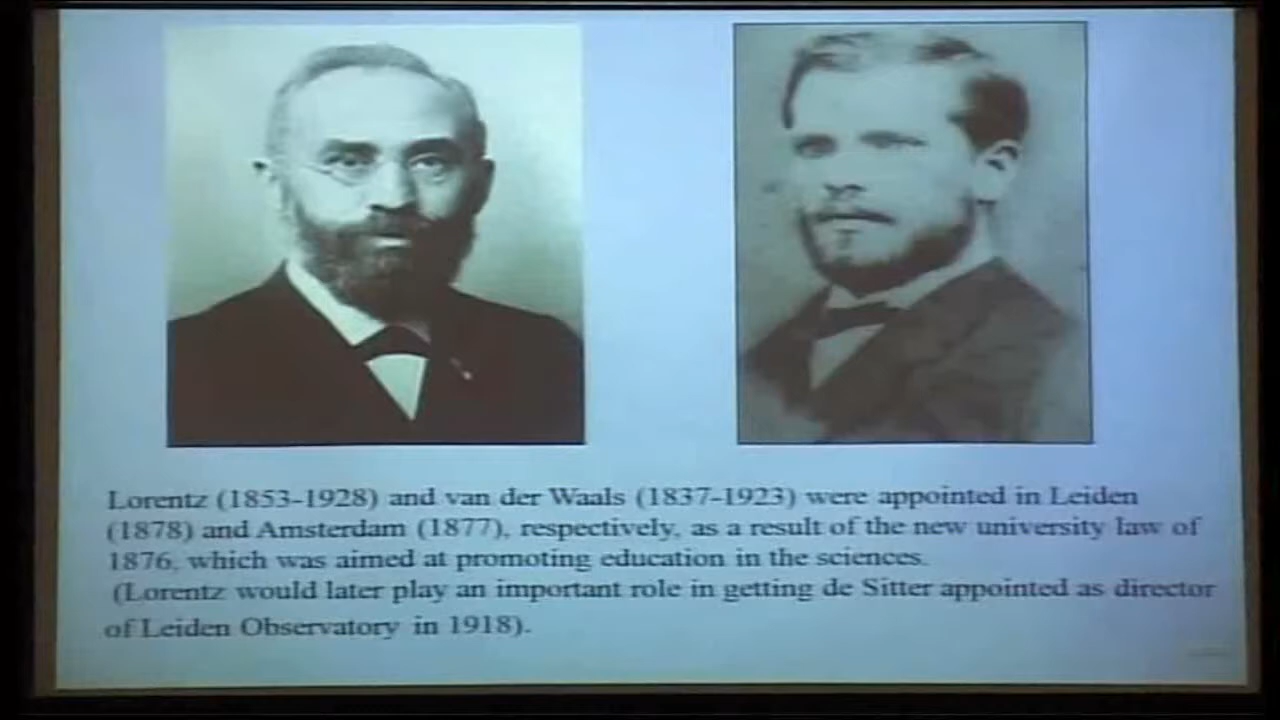 Lorentz (1853-1928) and van der Waals (1837-1923) were appointed in Leiden
(1878) and Amsterdam (1877), respectively, as a result of the new university law of
1876, which was aimed at promoting education in the sciences.
(Lorentz would later play an important role in getting de Sitter appointed as director
of Leiden Observatory in 1918).